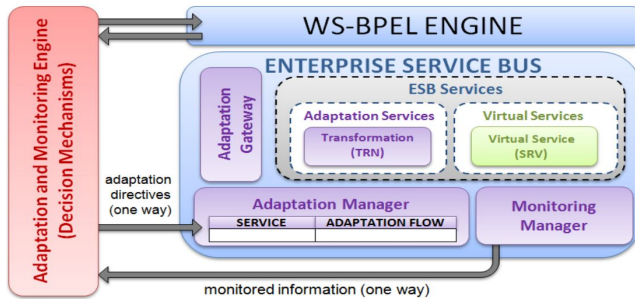 WS-BPEL ENGINE
Adaptation and Monitoring Engine
(Decision Mechanisms)
ENTERPRISE SERVICE BUS
Adaptation
Gateway
ESB Services
Adaptation Services
Transformation
(TRN)
Virtual Services
Virtual Service
(SRV)
adaptation
directives
(one way)
Adaptation Manager
SERVICE ADAPTATION FLOW
Monitoring
Manager
monitored information (one way)